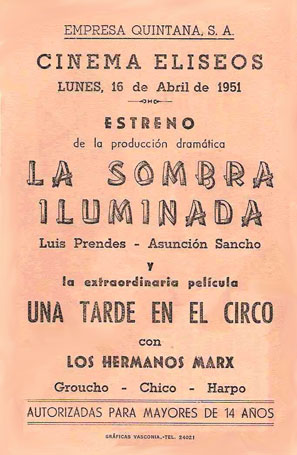 EMPRESA QUINTANA, S. A.
CINEMA ELISEOS
LUNES, 16 de Abril de 1951
ESTRENO
de la producción dramática
LA SOMBRA
ILUMINADA
Luis Prendes - Asunción Sancho
y
la extraordinaria película
UNA TARDE EN EL CIRCO
con
LOS HERMANOS MARX
Groucho - Chico - Harpo
AUTORIZADAS PARA MAYORES DE 14 AÑOS
GRÁFICAS VASCONIA.-TEL. 24021